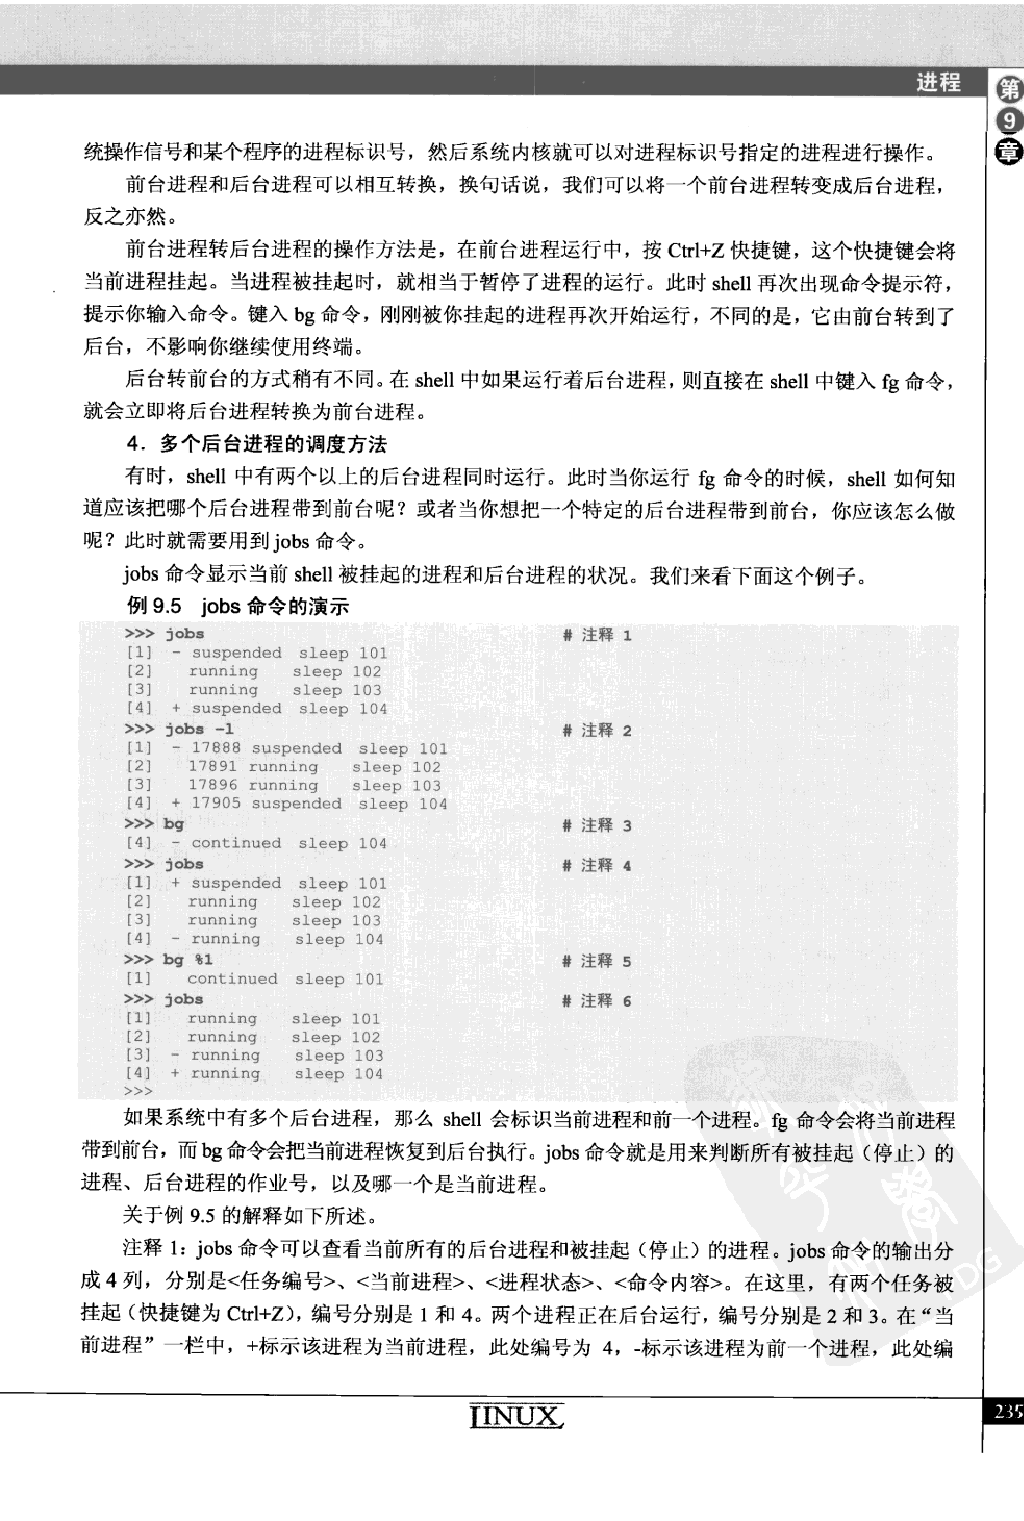 进程
第9章
统操作信号和某个程序的进程标识号，然后系统内核就可以对进程标识号指定的进程进行操作。
前台进程和后台进程可以相互转换，换句话说，我们可以将一个前台进程转变成后台进程，
反之亦然。
前台进程转后台进程的操作方法是，在前台进程运行中，按 Ctrl+Z 快捷键，这个快捷键会将
当前进程挂起。当进程被挂起时，就相当于暂停了进程的运行。此时 shell 再次出现命令提示符，
提示你输入命令。键入 bg 命令，刚刚被你挂起的进程再次开始运行，不同的是，它由前台转到了
后台，不影响你继续使用终端。
后台转前台的方式稍有不同。在 shell 中如果运行着后台进程，则直接在 shell 中键入 fg 命令，
就会立即将后台进程转换为前台进程。
4．多个后台进程的调度方法
有时，shell 中有两个以上的后台进程同时运行。此时当你运行 fg 命令的时候，shell 如何知
道应该把哪个后台进程带到前台呢？或者当你想把一个特定的后台进程带到前台，你应该怎么做
呢？此时就需要用到 jobs 命令。
jobs 命令显示当前 shell 被挂起的进程和后台进程的状况。我们来看下面这个例子。
例 9.5 jobs 命令的演示
>>> jobs # 注释 1
[1] - suspended sleep 101
[2] running sleep 102
[3] running sleep 103
[4] + suspended sleep 104
>>> jobs -l # 注释 2
[1] - 17888 suspended sleep 101
[2] 17891 running sleep 102
[3] 17896 running sleep 103
[4] + 17905 suspended sleep 104
>>> bg # 注释 3
[4] - continued sleep 104
>>> jobs # 注释 4
[1] + suspended sleep 101
[2] running sleep 102
[3] running sleep 103
[4] - running sleep 104
>>> bg %1 # 注释 5
[1] continued sleep 101
>>> jobs # 注释 6
[1] running sleep 101
[2] running sleep 102
[3] - running sleep 103
[4] + running sleep 104
>>>
如果系统中有多个后台进程，那么 shell 会标识当前进程和前一个进程。fg 命令会将当前进程
带到前台，而 bg 命令会把当前进程恢复到后台执行。jobs 命令就是用来判断所有被挂起（停止）的
进程、后台进程的作业号，以及哪一个是当前进程。
关于例 9.5 的解释如下所述。
注释 1：jobs 命令可以查看当前所有的后台进程和被挂起（停止）的进程。jobs 命令的输出分
成 4 列，分别是<任务编号>、<当前进程>、<进程状态>、<命令内容>。在这里，有两个任务被
挂起（快捷键为 Ctrl+Z），编号分别是 1 和 4。两个进程正在后台运行，编号分别是 2 和 3。在“当
前进程”一栏中，+标示该进程为当前进程，此处编号为 4，-标示该进程为前一个进程，此处编
LINUX
235